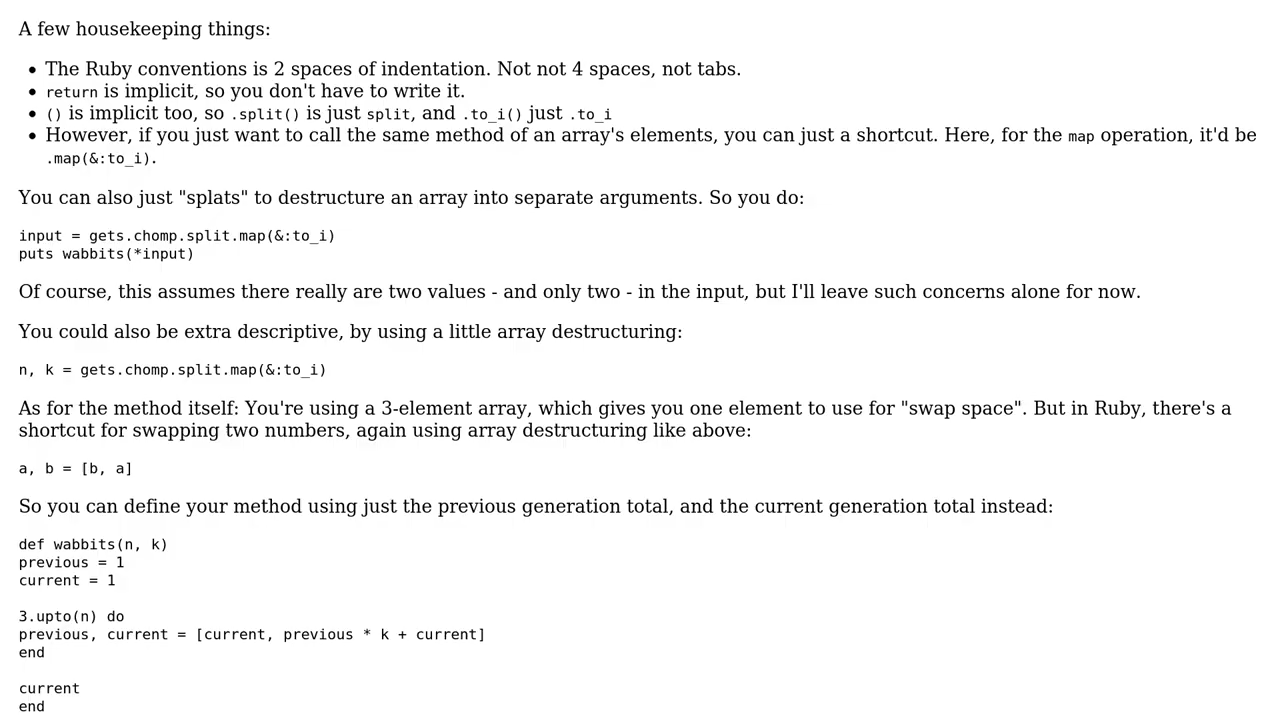 A few housekeeping things:
• The Ruby conventions is 2 spaces of indentation. Not not 4 spaces, not tabs.
• return is implicit, so you don't have to write it.
• () is implicit too, so .split() is just split, and .to_i() just .to_i
• However, if you just want to call the same method of an array's elements, you can just a shortcut. Here, for the map operation, it'd be
.map(&:to_i).
You can also just "splats" to destructure an array into separate arguments. So you do:
input = gets.chomp.split.map(&:to_i)
puts wabbits(*input)
Of course, this assumes there really are two values - and only two - in the input, but I'll leave such concerns alone for now.
You could also be extra descriptive, by using a little array destructuring:
n, k = gets.chomp.split.map(&:to_i)
As for the method itself: You're using a 3-element array, which gives you one element to use for "swap space". But in Ruby, there's a
shortcut for swapping two numbers, again using array destructuring like above:
a, b = [b, a]
So you can define your method using just the previous generation total, and the current generation total instead:
def wabbits(n, k)
previous = 1
current = 1
3.upto(n) do
previous, current = [current, previous * k + current]
end
current
end